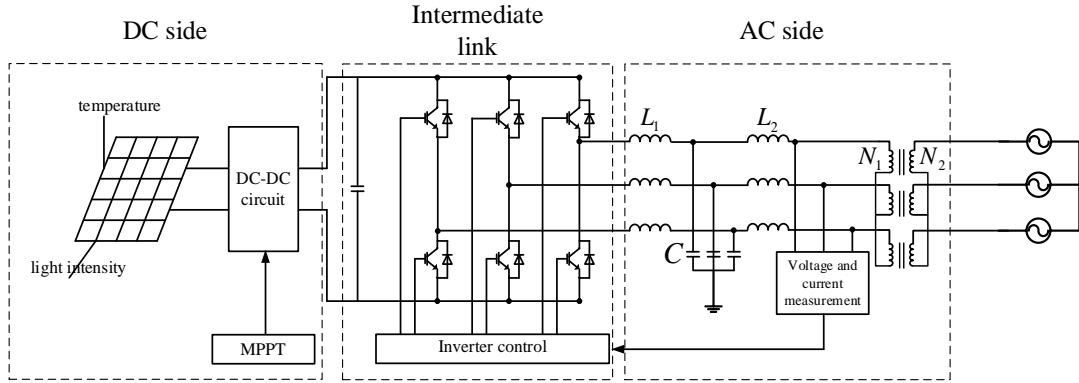 DC side
Intermediate
link
AC side
temperature
DC-DC
circuit
light intensity
MPPT
Inverter control
L1
L2
C
N1
N2
Voltage and
current
measurement